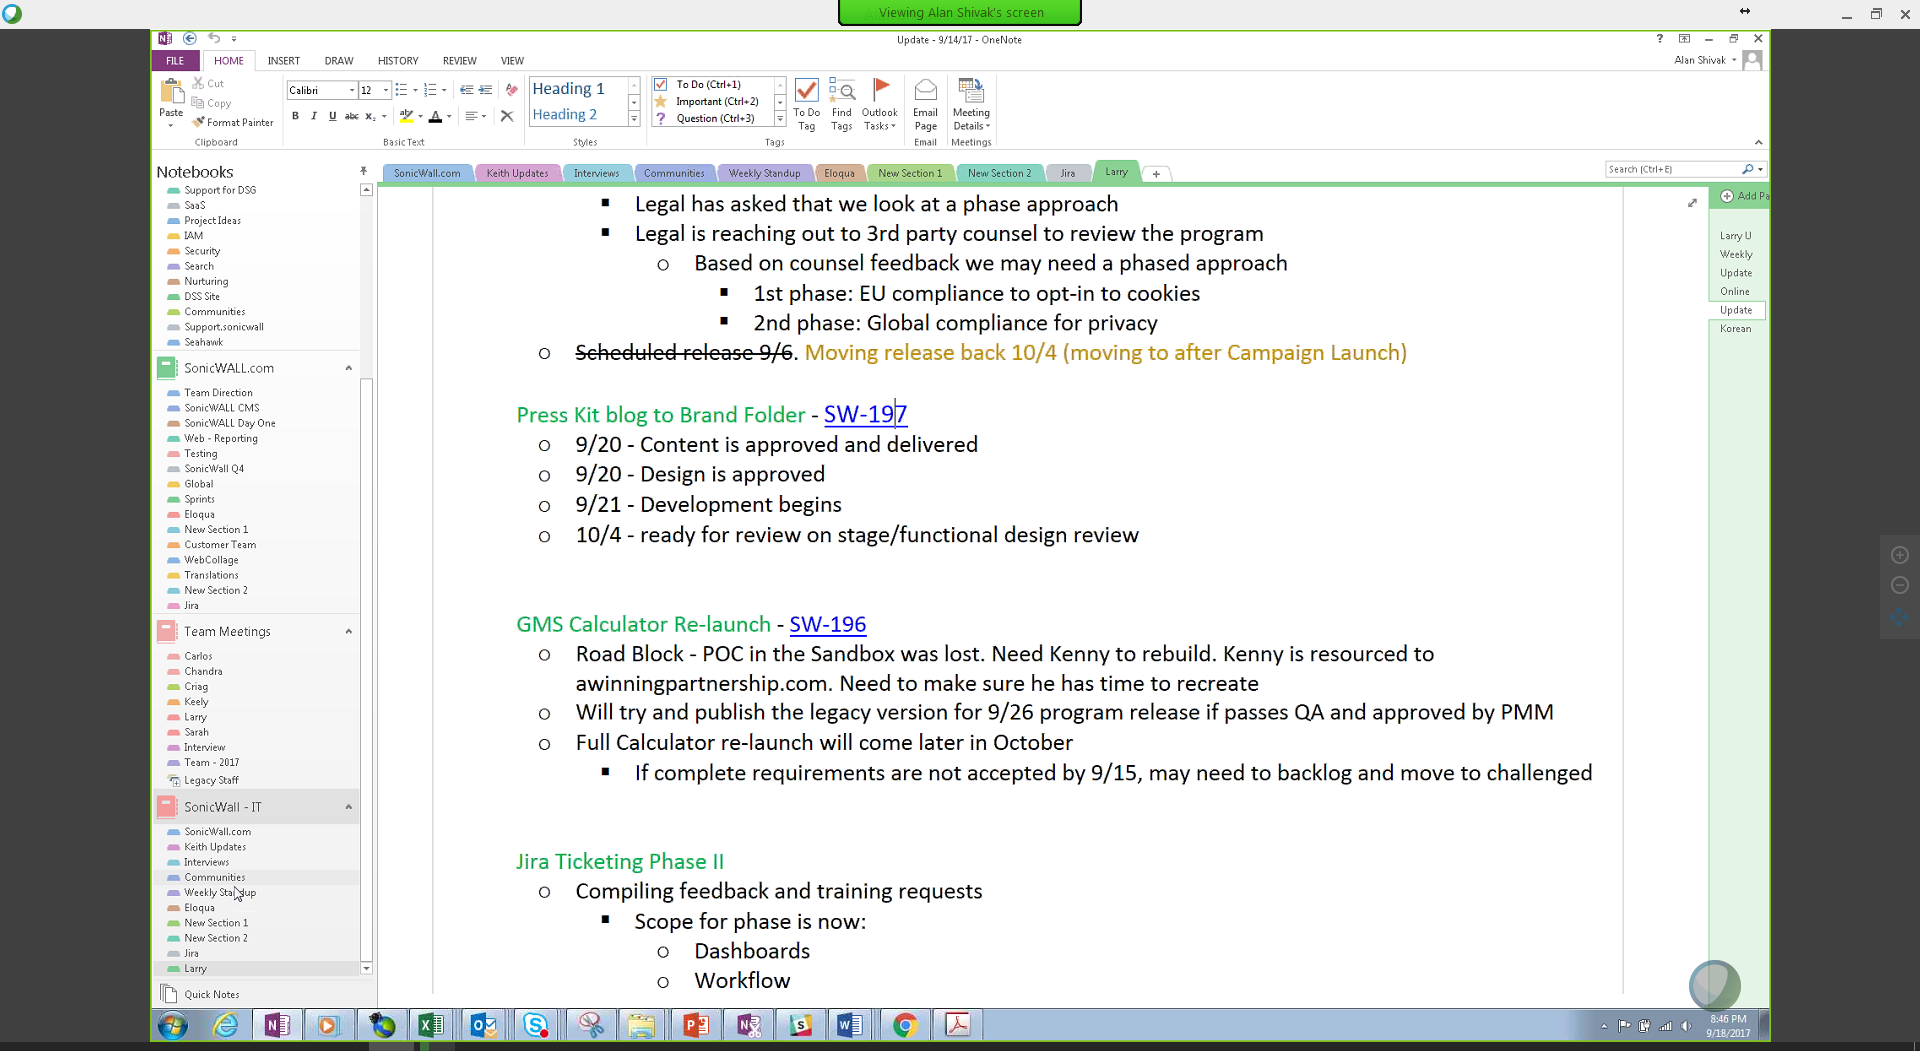 Viewing Alan Shivak's screen
Update - 9/14/17 - OneNote
FILE HOME INSERT DRAW HISTORY REVIEW VIEW
Alan Shivak
Paste
Cut
Copy
Format Painter
Clipboard
Calibri 12
B I U abc X₂ A
Basic Text
Heading 1
Heading 2
Styles
To Do (Ctrl+1)
Important (Ctrl+2)
Question (Ctrl+3)
To Do Tag
Find Tags
Outlook Tasks
Tags
Email Page
Email
Meeting Details
Meetings
Notebooks
SonicWall.com Keith Updates Interviews Communities Weekly Standup Eloqua New Section 1 New Section 2 Jira Larry
Search (Ctrl+E)
Support for DSG
SaaS
Project Ideas
IAM
Security
Search
Nurturing
DSS Site
Communities
Support.sonicwall
Seahawk
SonicWALL.com
Team Direction
SonicWALL CMS
SonicWALL Day One
Web - Reporting
Testing
SonicWall Q4
Global
Sprints
Eloqua
New Section 1
Customer Team
WebCollage
Translations
New Section 2
Jira
Team Meetings
Carlos
Chandra
Criag
Keely
Larry
Sarah
Interview
Team - 2017
Legacy Staff
SonicWall - IT
SonicWall.com
Keith Updates
Interviews
Communities
Weekly Standup
Eloqua
New Section 1
New Section 2
Jira
Larry
Quick Notes
Legal has asked that we look at a phase approach
Legal is reaching out to 3rd party counsel to review the program
Based on counsel feedback we may need a phased approach
1st phase: EU compliance to opt-in to cookies
2nd phase: Global compliance for privacy
Scheduled release 9/6. Moving release back 10/4 (moving to after Campaign Launch)
Press Kit blog to Brand Folder - SW-197
9/20 - Content is approved and delivered
9/20 - Design is approved
9/21 - Development begins
10/4 - ready for review on stage/functional design review
GMS Calculator Re-launch - SW-196
Road Block - POC in the Sandbox was lost. Need Kenny to rebuild. Kenny is resourced to
awinningpartnership.com. Need to make sure he has time to recreate
Will try and publish the legacy version for 9/26 program release if passes QA and approved by PMM
Full Calculator re-launch will come later in October
If complete requirements are not accepted by 9/15, may need to backlog and move to challenged
Jira Ticketing Phase II
Compiling feedback and training requests
Scope for phase is now:
Dashboards
Workflow
Add Pa
Larry U
Weekly
Update
Online
Update
Korean
8:46 PM
9/18/2017